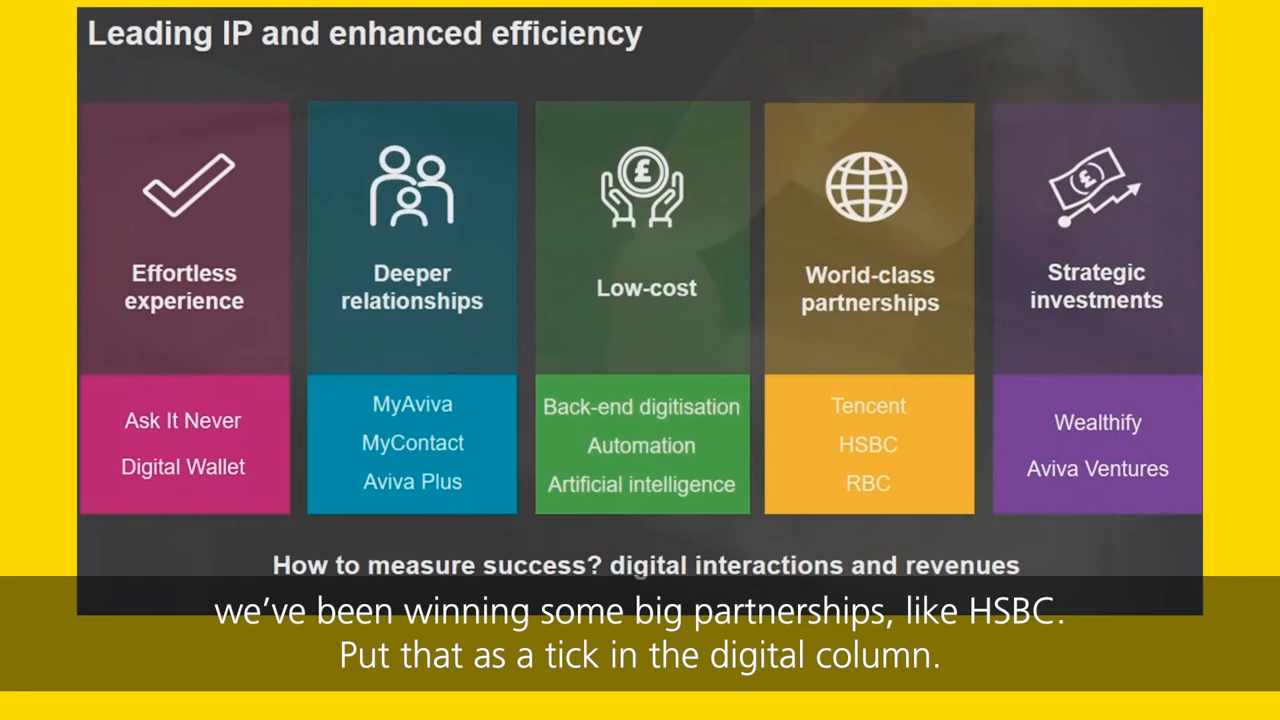 Leading IP and enhanced efficiency
£
£
Effortless
experience
Deeper
relationships
Low-cost
World-class
partnerships
Strategic
investments
Ask It Never
Digital Wallet
MyAviva
MyContact
Aviva Plus
Back-end digitisation
Automation
Artificial intelligence
Tencent
HSBC
RBC
Wealthify
Aviva Ventures
How to measure success? digital interactions and revenues
we’ve been winning some big partnerships, like HSBC.
Put that as a tick in the digital column.